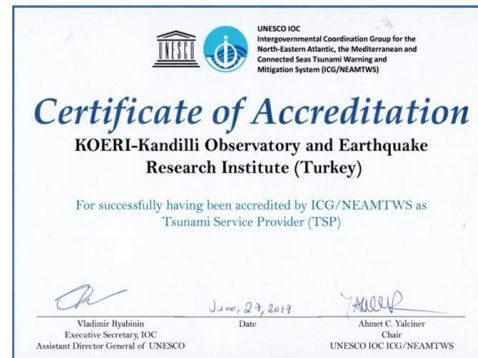 UNESCO IOC
Intergovernmental Coordination Group for the
North-Eastern Atlantic, the Mediterranean and
Connected Seas Tsunami Warning and
Mitigation System (ICG/NEAMTWS)
UNESCO
Certificate of Accreditation
KOERI-Kandilli Observatory and Earthquake
Research Institute (Turkey)
For successfully having been accredited by ICG/NEAMTWS as
Tsunami Service Provider (TSP)
June, 27, 2017
Vladimir Ryabinin
Executive Secretary, IOC
Assistant Director General of UNESCO
Date
Ahmet C. Yalciner
Chair
UNESCO IOC ICG/NEAMTWS